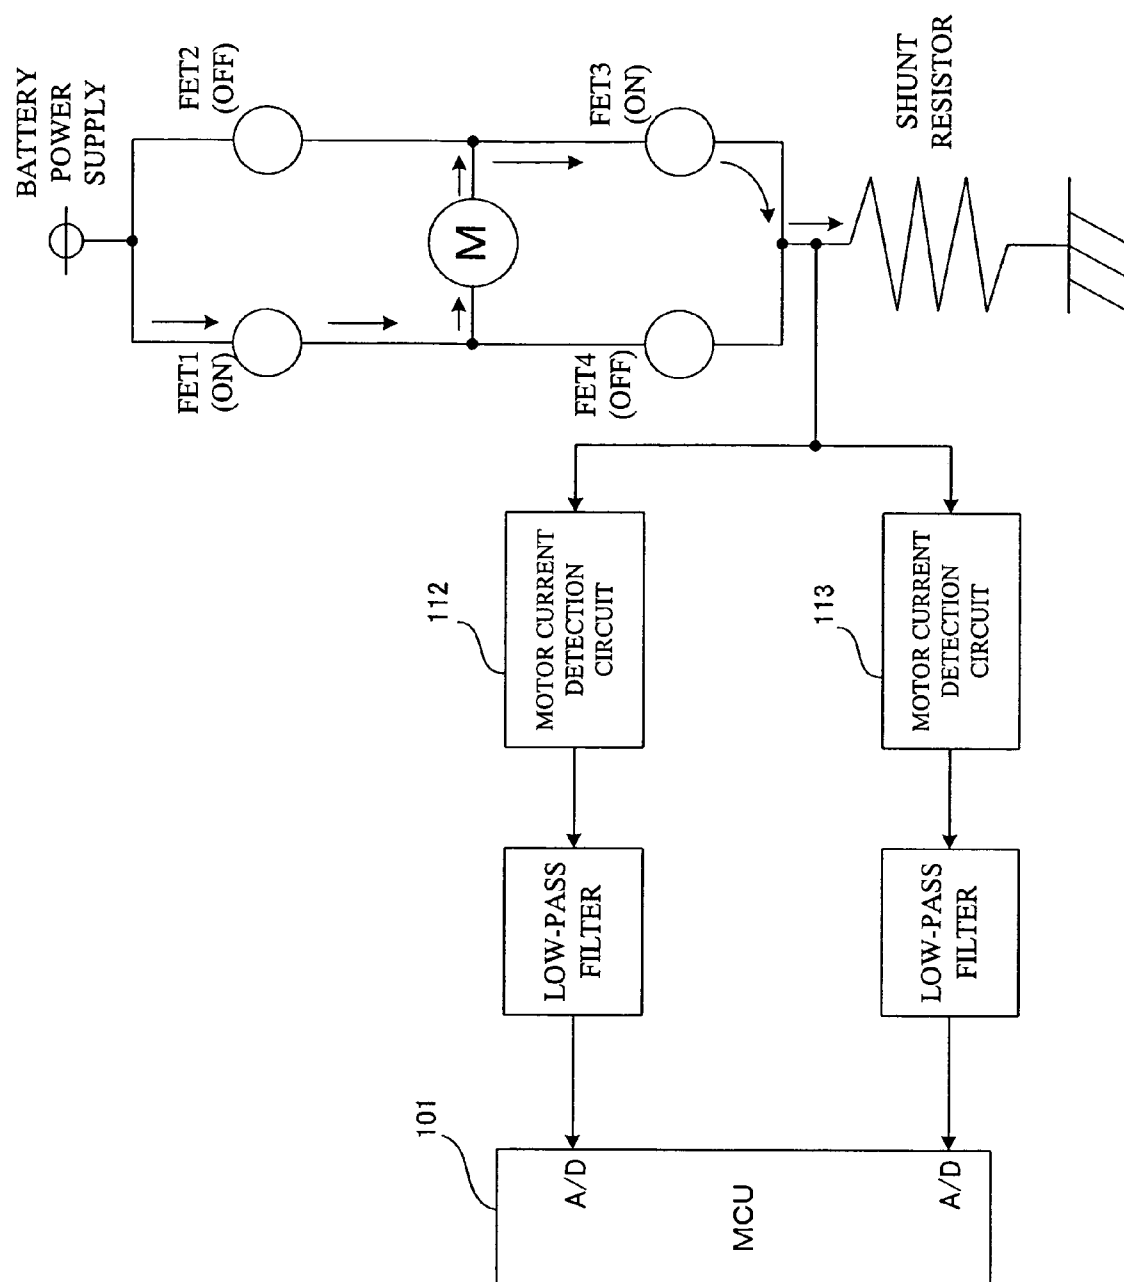 BATTERY
POWER
SUPPLY
FET2
(OFF)
FET1
(ON)
M
FET3
(ON)
FET4
(OFF)
SHUNT
RESISTOR
112
MOTOR CURRENT
DETECTION
CIRCUIT
113
MOTOR CURRENT
DETECTION
CIRCUIT
LOW-PASS
FILTER
LOW-PASS
FILTER
101
A/D
MCU
A/D